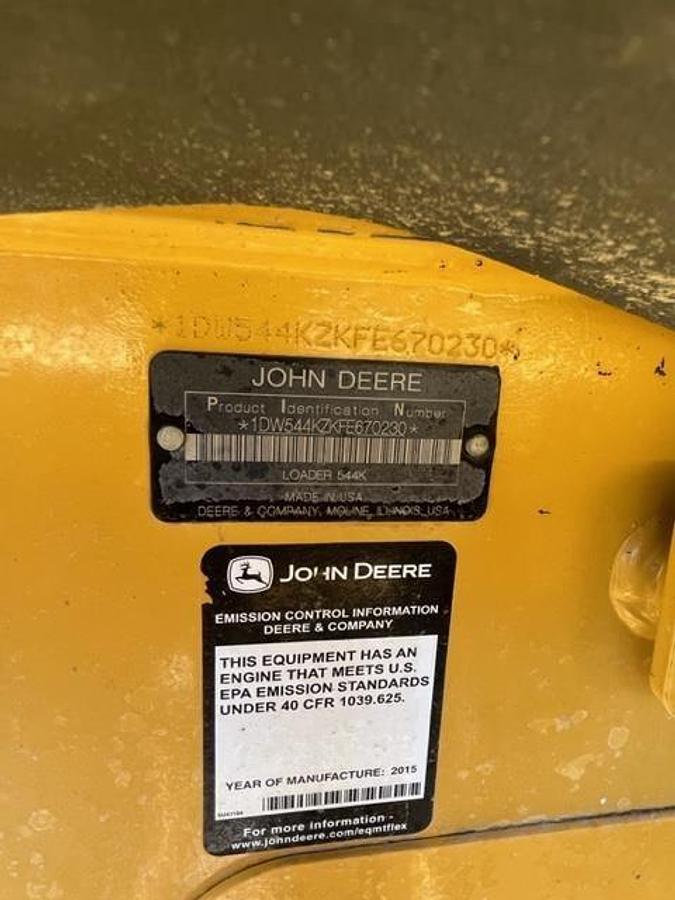 *1DW544KZKFE670230*
JOHN DEERE
Product Identification Number
*1DW544KZKFE670230*
LOADER 544K
MADE IN USA
DEERE & COMPANY, MOLINE, ILLINOIS, USA
JOHN DEERE
EMISSION CONTROL INFORMATION
DEERE & COMPANY
THIS EQUIPMENT HAS AN
ENGINE THAT MEETS U.S.
EPA EMISSION STANDARDS
UNDER 40 CFR 1039.625.
YEAR OF MANUFACTURE: 2015
For more information -
www.johndeere.com/eqmtflex